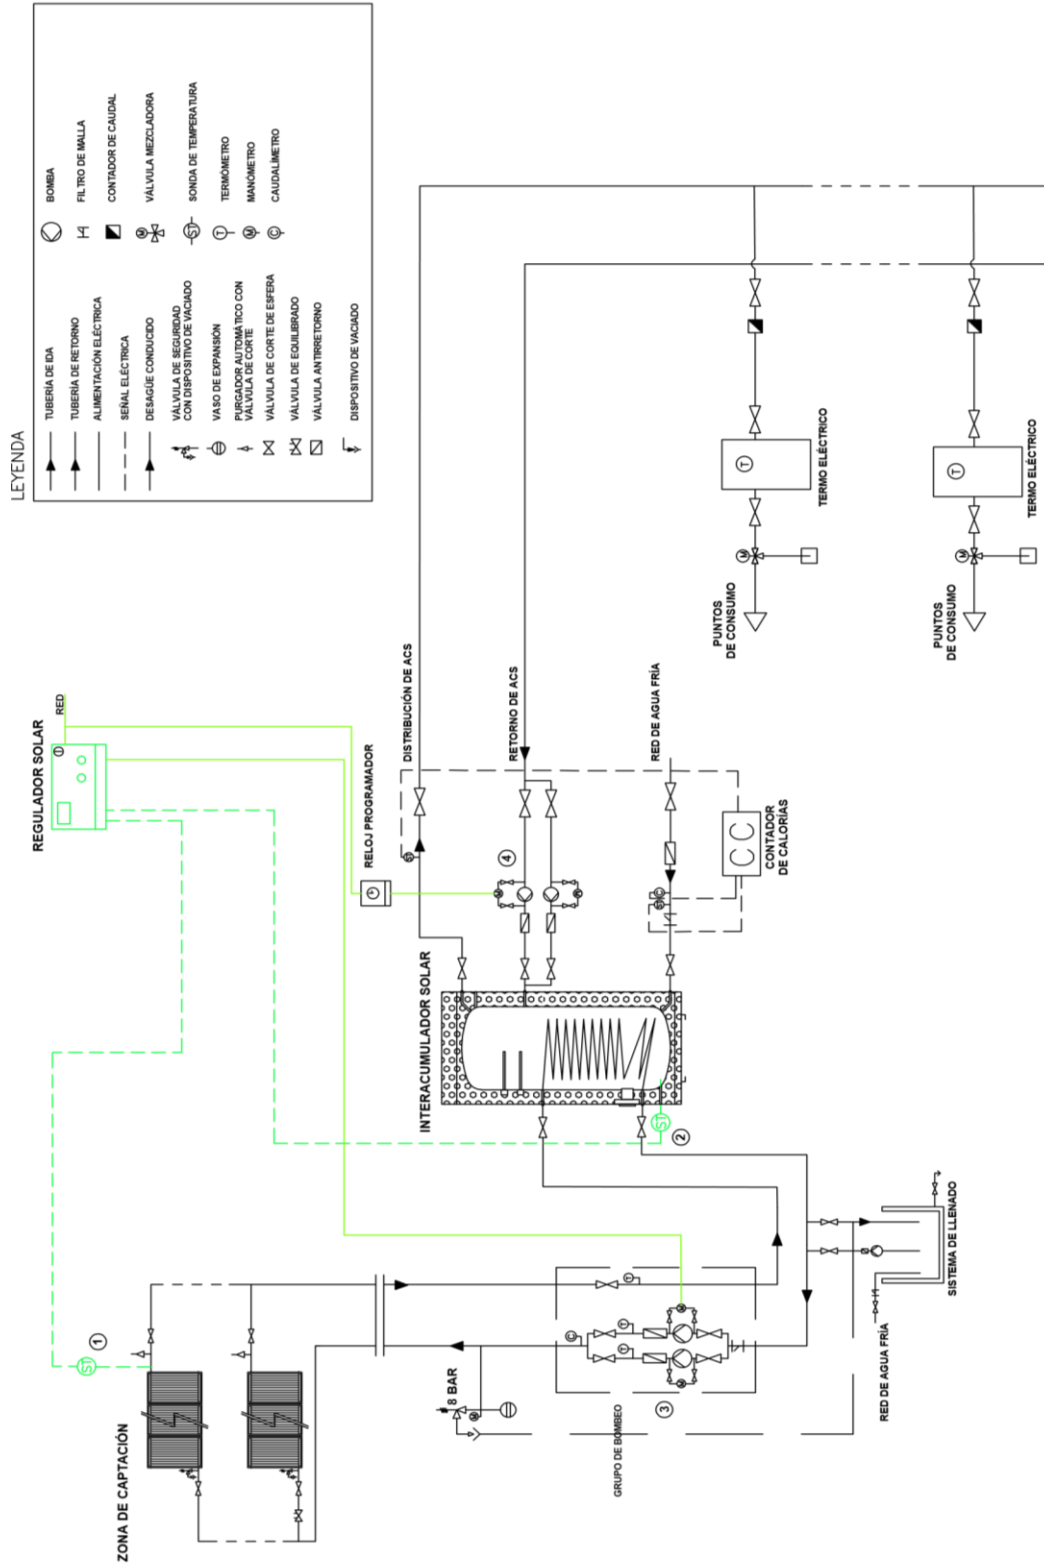 LEYENDA
TUBERÍA DE IDA
TUBERÍA DE RETORNO
ALIMENTACIÓN ELÉCTRICA
SEÑAL ELÉCTRICA
DESAGÜE CONDUCIDO
VÁLVULA DE SEGURIDAD
CON DISPOSITIVO DE VACIADO
VASO DE EXPANSIÓN
PURGADOR AUTOMÁTICO CON
VÁLVULA DE CORTE
VÁLVULA DE CORTE DE ESFERA
VÁLVULA DE EQUILIBRADO
VÁLVULA ANTIRRETORNO
DISPOSITIVO DE VACIADO
BOMBA
FILTRO DE MALLA
CONTADOR DE CAUDAL
M
VÁLVULA MEZCLADORA
ST
SONDA DE TEMPERATURA
T
TERMÓMETRO
M
MANÓMETRO
C
CAUDALÍMETRO
ZONA DE CAPTACIÓN
ST
1
REGULADOR SOLAR
RED
RELOJ PROGRAMADOR
DISTRIBUCIÓN DE ACS
ST
RETORNO DE ACS
4
M
M
RED DE AGUA FRÍA
ST
C
CC
CONTADOR
DE CALORÍAS
INTERACUMULADOR SOLAR
ST
2
8 BAR
M
GRUPO DE BOMBEO
3
C
T
T
T
M
M
RED DE AGUA FRÍA
SISTEMA DE LLENADO
PUNTOS
DE CONSUMO
M
T
TERMO ELÉCTRICO
PUNTOS
DE CONSUMO
M
T
TERMO ELÉCTRICO